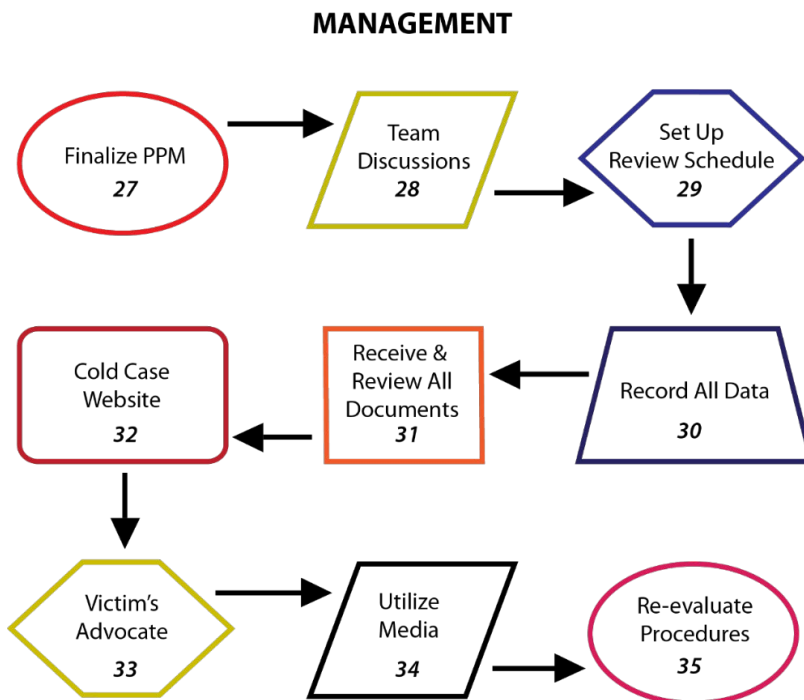 MANAGEMENT
Finalize PPM
27
Team
Discussions
28
Set Up
Review Schedule
29
Record All Data
30
Receive &
Review All
Documents
31
Cold Case
Website
32
Victim's
Advocate
33
Utilize
Media
34
Re-evaluate
Procedures
35